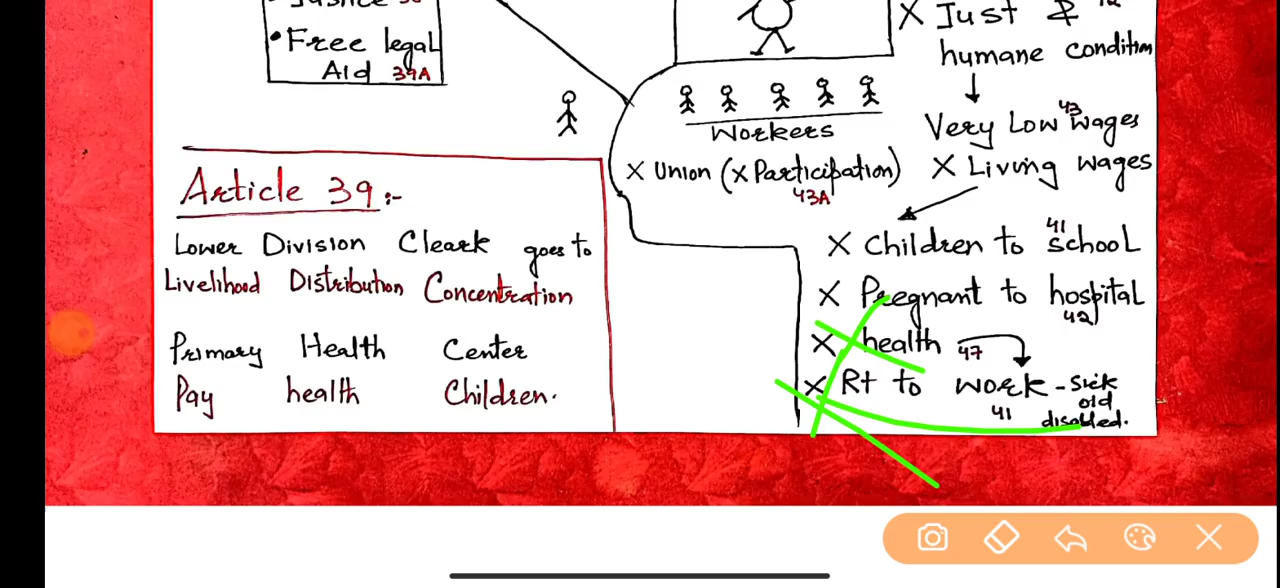 • Free legal
Aid 39A
X Just &
humane condition
Very Low 43 wages
X Living wages
Workers
X Union (X Participation)
43A
X Children to 41 school
X Pregnant to hospital
42
X health 47
X Rt to work - sick
old
disabled.
41
Article 39:-
Lower Division Cleark goes to
Livelihood Distribution Concentration
Primary Health Center
Pay health Children.